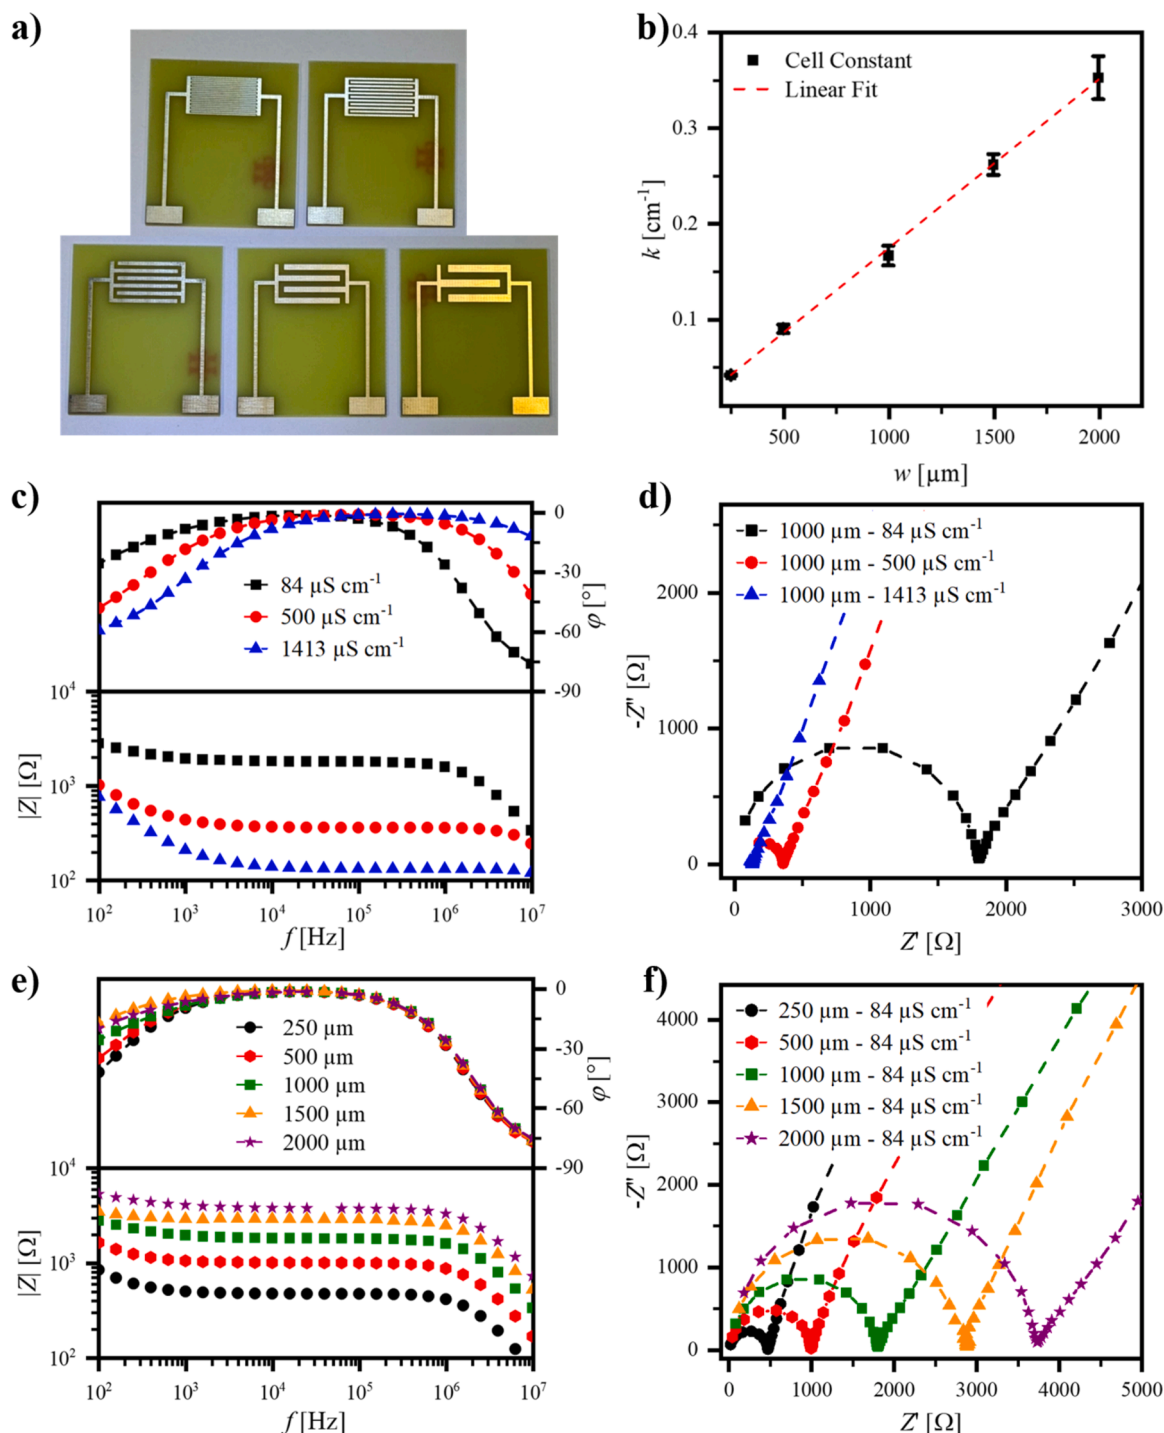 a)
b)
0.4
0.3
0.2
0.1
k [cm⁻¹]
Cell Constant
Linear Fit
500
1000
1500
2000
w [µm]
c)
0
-30
-60
-90
φ [°]
84 µS cm⁻¹
500 µS cm⁻¹
1413 µS cm⁻¹
10⁴
10³
10²
|Z| [Ω]
10²
10³
10⁴
10⁵
10⁶
10⁷
f [Hz]
d)
1000 µm - 84 µS cm⁻¹
1000 µm - 500 µS cm⁻¹
1000 µm - 1413 µS cm⁻¹
2000
1000
0
-Z'' [Ω]
0
1000
2000
3000
Z' [Ω]
e)
0
-30
-60
-90
φ [°]
250 µm
500 µm
1000 µm
1500 µm
2000 µm
10⁴
10³
10²
|Z| [Ω]
10²
10³
10⁴
10⁵
10⁶
10⁷
f [Hz]
f)
250 µm - 84 µS cm⁻¹
500 µm - 84 µS cm⁻¹
1000 µm - 84 µS cm⁻¹
1500 µm - 84 µS cm⁻¹
2000 µm - 84 µS cm⁻¹
4000
3000
2000
1000
0
-Z'' [Ω]
0
1000
2000
3000
4000
5000
Z' [Ω]